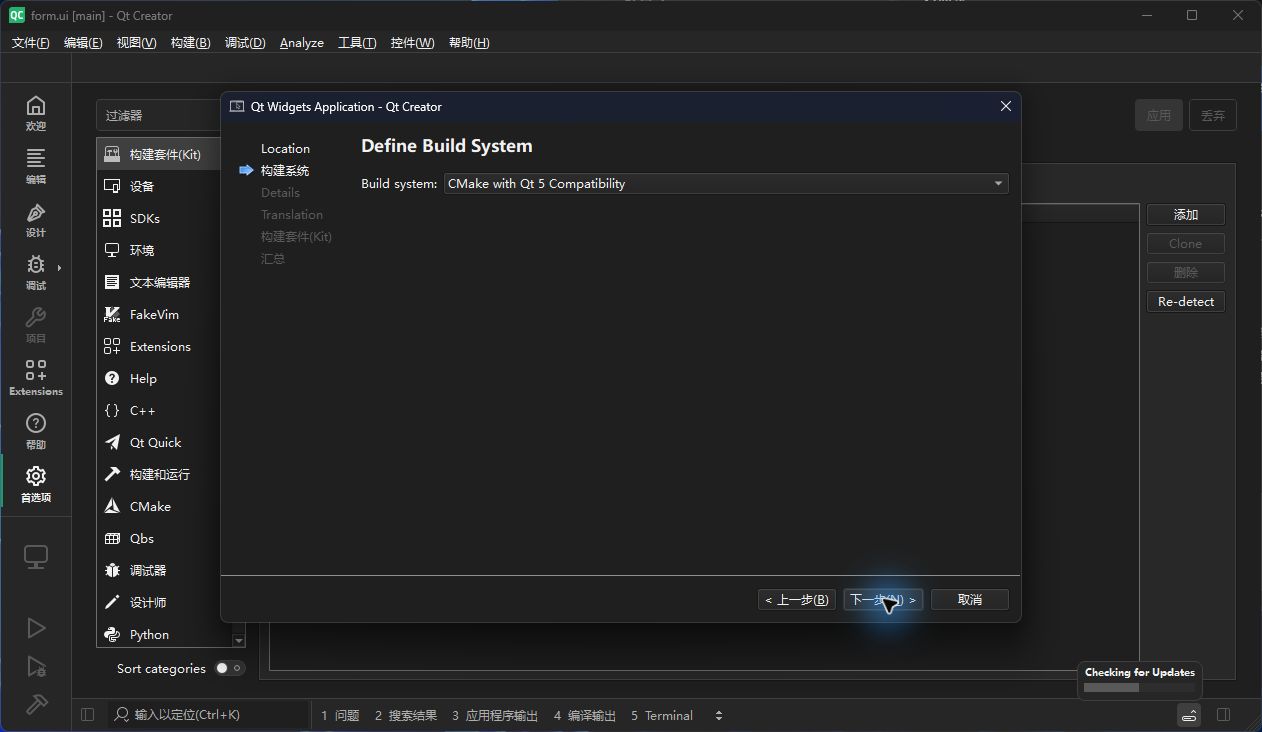 QC form.ui [main] - Qt Creator
文件(F) 编辑(E) 视图(V) 构建(B) 调试(D) Analyze 工具(T) 控件(W) 帮助(H)
欢迎
编辑
设计
调试
项目
Extensions
帮助
首选项
过滤器
应用 丢弃
构建套件(Kit)
设备
SDKs
环境
文本编辑器
FakeVim
Extensions
Help
C++
Qt Quick
构建和运行
CMake
Qbs
调试器
设计师
Python
Sort categories
Qt Widgets Application - Qt Creator
Location
构建系统
Details
Translation
构建套件(Kit)
汇总
Define Build System
Build system: CMake with Qt 5 Compatibility
< 上一步(B) 下一步(N) > 取消
添加
Clone
删除
Re-detect
Checking for Updates
输入以定位(Ctrl+K) 1 问题 2 搜索结果 3 应用程序输出 4 编译输出 5 Terminal